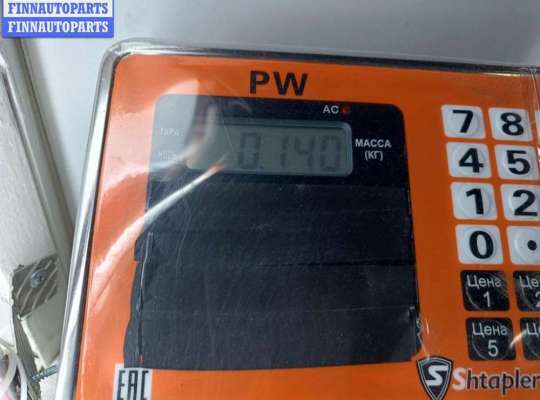 FINNAUTOPARTS
FINNAUTOPARTS
PW
AC
ТАРА
0.140
МАССА
(КГ)
7 8
4 5
1 2
0 .
Цена
1
Цена
5
EAC
S Shtapler